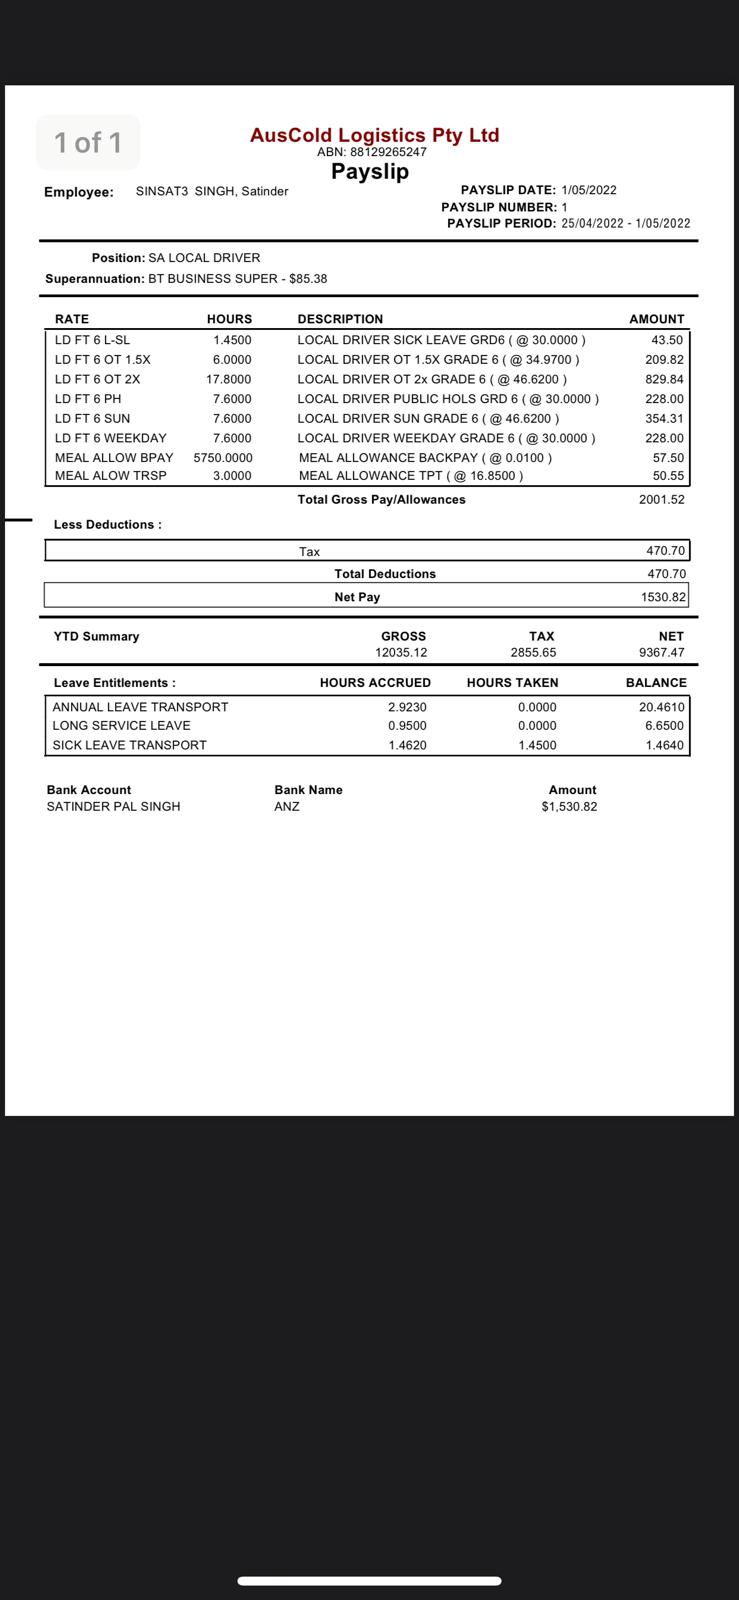 1 of 1
AusCold Logistics Pty Ltd
ABN: 88129265247
Payslip
Employee: SINSAT3 SINGH, Satinder
PAYSLIP DATE: 1/05/2022
PAYSLIP NUMBER: 1
PAYSLIP PERIOD: 25/04/2022 - 1/05/2022
Position: SA LOCAL DRIVER
Superannuation: BT BUSINESS SUPER - $85.38
RATE HOURS DESCRIPTION AMOUNT
LD FT 6 L-SL 1.4500 LOCAL DRIVER SICK LEAVE GRD6 ( @ 30.0000 ) 43.50
LD FT 6 OT 1.5X 6.0000 LOCAL DRIVER OT 1.5X GRADE 6 ( @ 34.9700 ) 209.82
LD FT 6 OT 2X 17.8000 LOCAL DRIVER OT 2x GRADE 6 ( @ 46.6200 ) 829.84
LD FT 6 PH 7.6000 LOCAL DRIVER PUBLIC HOLS GRD 6 ( @ 30.0000 ) 228.00
LD FT 6 SUN 7.6000 LOCAL DRIVER SUN GRADE 6 ( @ 46.6200 ) 354.31
LD FT 6 WEEKDAY 7.6000 LOCAL DRIVER WEEKDAY GRADE 6 ( @ 30.0000 ) 228.00
MEAL ALLOW BPAY 5750.0000 MEAL ALLOWANCE BACKPAY ( @ 0.0100 ) 57.50
MEAL ALOW TRSP 3.0000 MEAL ALLOWANCE TPT ( @ 16.8500 ) 50.55
Total Gross Pay/Allowances 2001.52
Less Deductions :
Tax 470.70
Total Deductions 470.70
Net Pay 1530.82
YTD Summary GROSS TAX NET
12035.12 2855.65 9367.47
Leave Entitlements : HOURS ACCRUED HOURS TAKEN BALANCE
ANNUAL LEAVE TRANSPORT 2.9230 0.0000 20.4610
LONG SERVICE LEAVE 0.9500 0.0000 6.6500
SICK LEAVE TRANSPORT 1.4620 1.4500 1.4640
Bank Account Bank Name Amount
SATINDER PAL SINGH ANZ $1,530.82